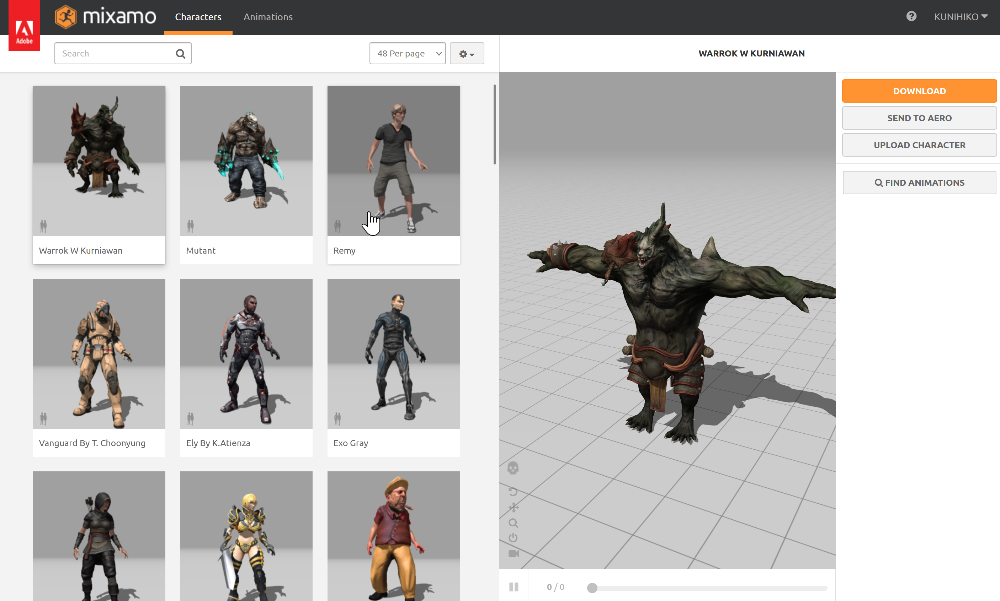 Adobe
mixamo
Characters
Animations
KUNIHIKO
Search
48 Per page
WARROK W KURNIAWAN
DOWNLOAD
SEND TO AERO
UPLOAD CHARACTER
FIND ANIMATIONS
Warrok W Kurniawan
Mutant
Remy
Vanguard By T. Choonyung
Ely By K.Atienza
Exo Gray
0 / 0